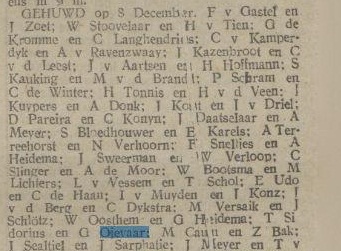 GEHUWD op 8 December. F v Gastel en
J Zoet; W Stoovelaar en H v Tien; G de
Kromme en C Langhendries; C v Kamper-
dyk en A v Ravenzwaay; J Kazenbroot en C
v d Leest; J v Aartsen en H Hoffmann; S
Kauking en M v d Brandt; P Schram en
C de Winter; H Tonnis en H v d Veen; J
Kuypers en A Donk; J Kout en J v Driel;
D Pareira en C Konyn; J Daatselaar en A
Meyer; S Bloedhouwer en E Karels; A Ter-
reehorst en N Verhoorn; F Snellies en A
Heidema; J Sweerman en W Verloop; C
Slinger en A de Moor; W Bootsma en M
Lichters; L v Vessem en T Schol; E Udo
en C de Haan; J v Muyden en J Konz; J
v d Berg en C Dykstra; M Versaik en J
Schlötz; W Oosthem en G Heidema; T Si
dorius en G Ojevaar; M en Z Bak;
J Sealtiel en J Sarphatie; J Meyer en T v